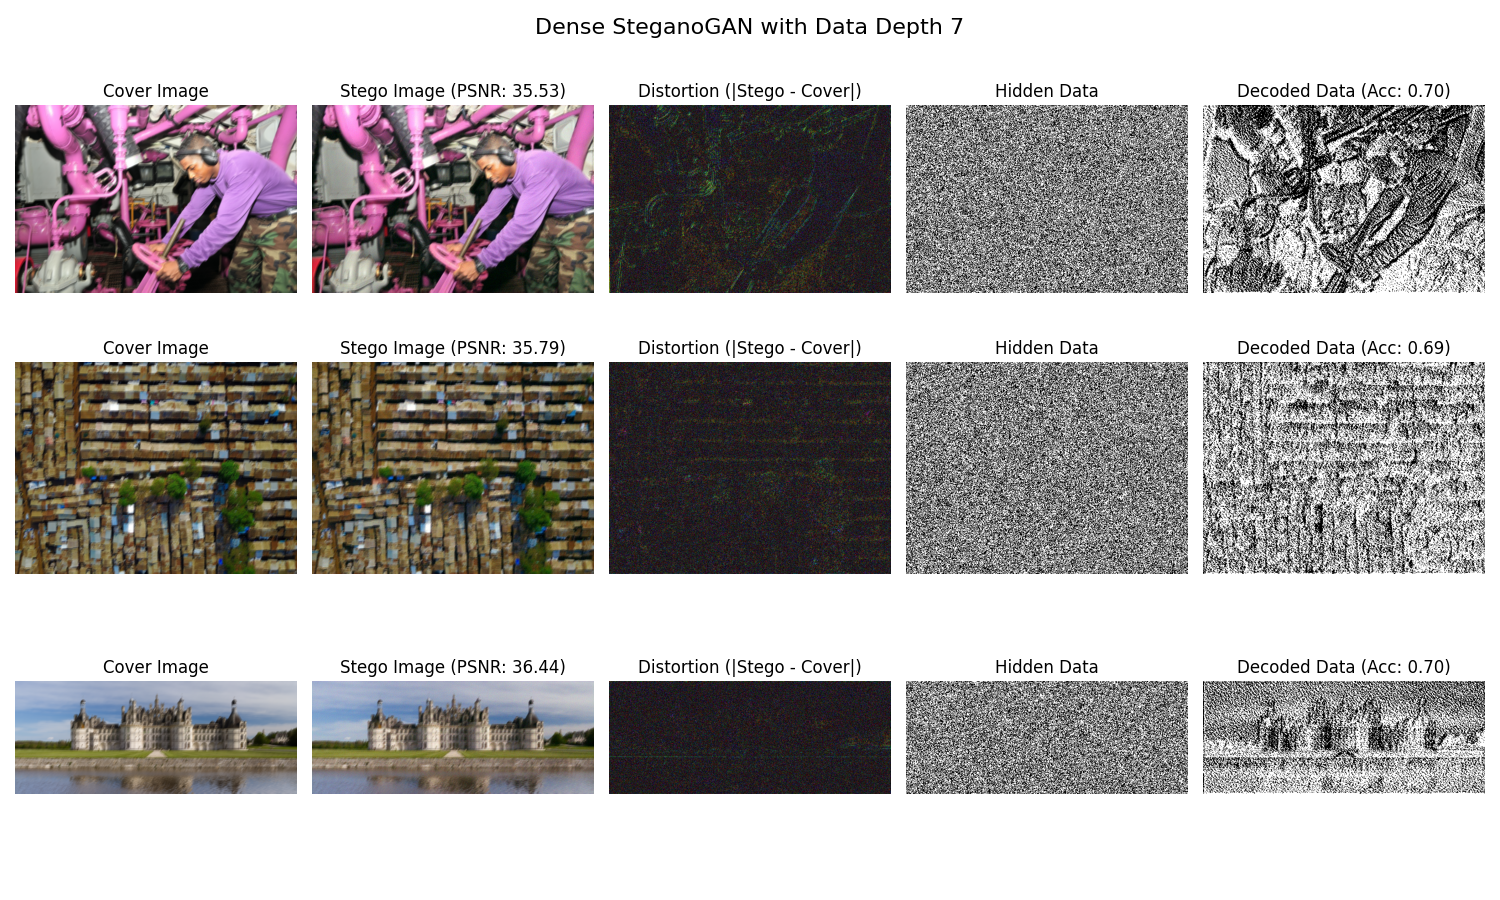 Dense SteganoGAN with Data Depth 7
Cover Image
Stego Image (PSNR: 35.53)
Distortion (|Stego - Cover|)
Hidden Data
Decoded Data (Acc: 0.70)
Cover Image
Stego Image (PSNR: 35.79)
Distortion (|Stego - Cover|)
Hidden Data
Decoded Data (Acc: 0.69)
Cover Image
Stego Image (PSNR: 36.44)
Distortion (|Stego - Cover|)
Hidden Data
Decoded Data (Acc: 0.70)